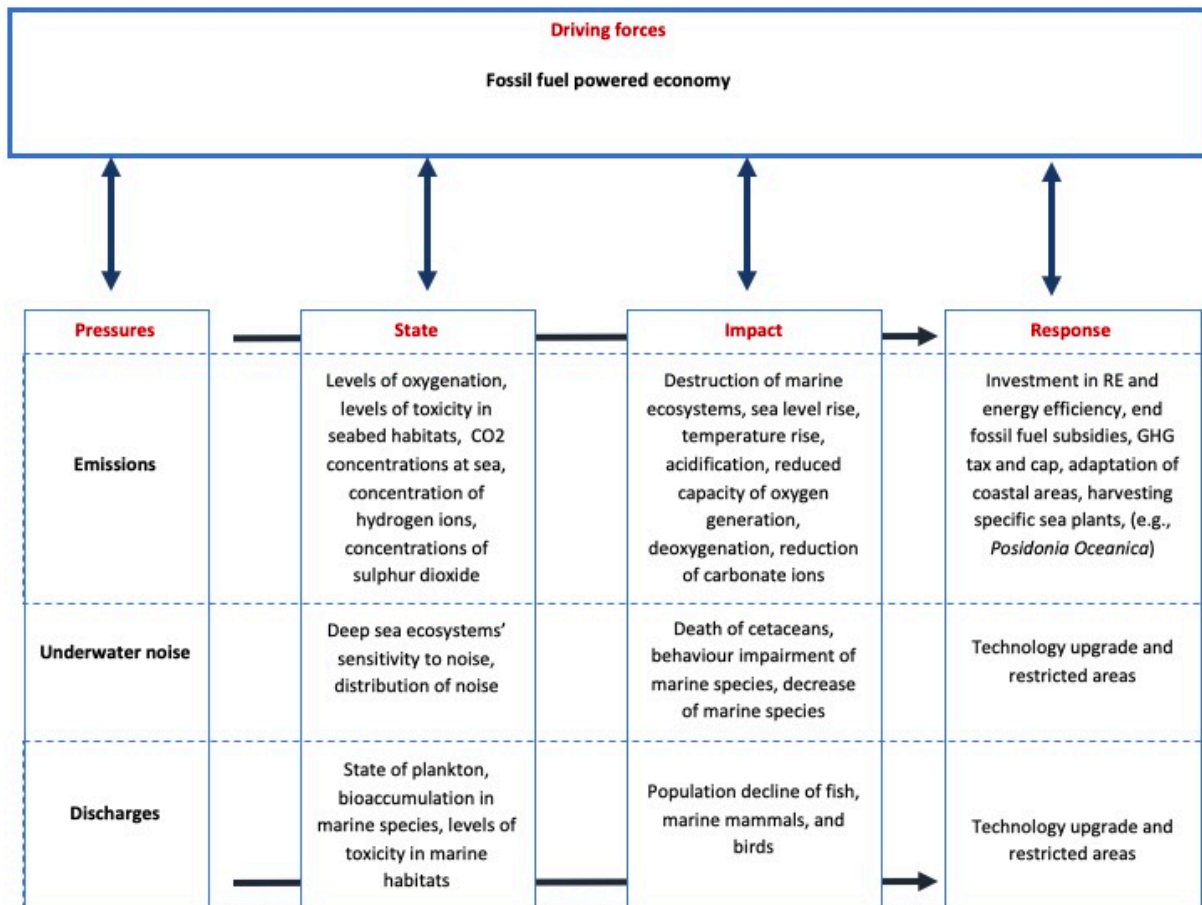 Driving forces
Fossil fuel powered economy
Pressures
State
Impact
Response
Emissions
Levels of oxygenation,
levels of toxicity in
seabed habitats, CO2
concentrations at sea,
concentration of
hydrogen ions,
concentrations of
sulphur dioxide
Destruction of marine
ecosystems, sea level rise,
temperature rise,
acidification, reduced
capacity of oxygen
generation,
deoxygenation, reduction
of carbonate ions
Investment in RE and
energy efficiency, end
fossil fuel subsidies, GHG
tax and cap, adaptation of
coastal areas, harvesting
specific sea plants, (e.g.,
Posidonia Oceanica)
Underwater noise
Deep sea ecosystems’
sensitivity to noise,
distribution of noise
Death of cetaceans,
behaviour impairment of
marine species, decrease
of marine species
Technology upgrade and
restricted areas
Discharges
State of plankton,
bioaccumulation in
marine species, levels of
toxicity in marine
habitats
Population decline of fish,
marine mammals, and
birds
Technology upgrade and
restricted areas